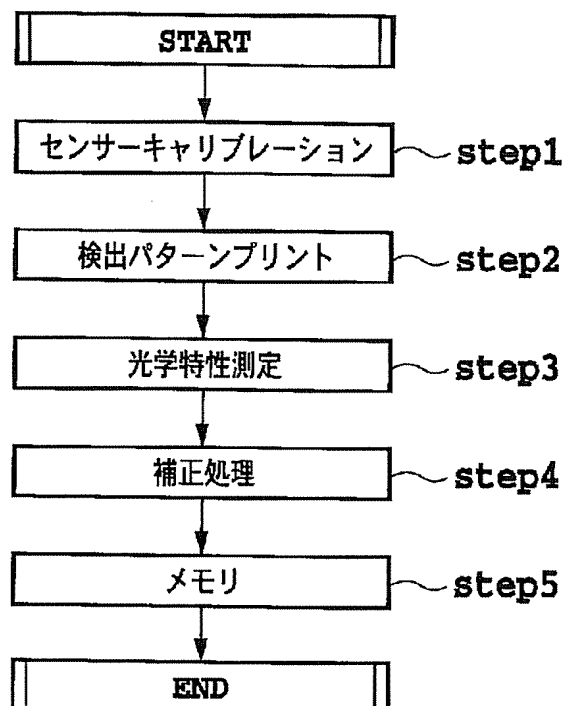 START
センサーキャリブレーション step1
検出パターンプリント step2
光学特性測定 step3
補正処理 step4
メモリ step5
END